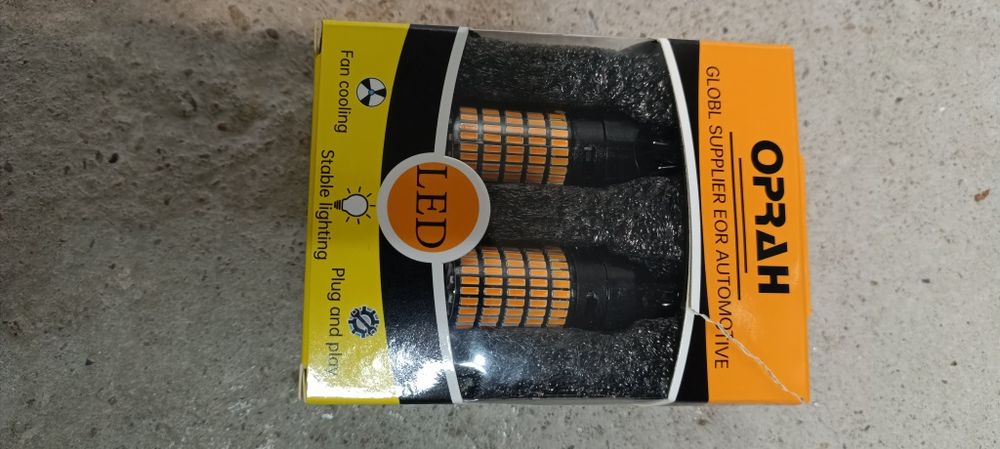 OPRAH
GLOBL SUPPLIER EOR AUTOMOTIVE
LED
Fan cooling
Stable lighting
Plug and play